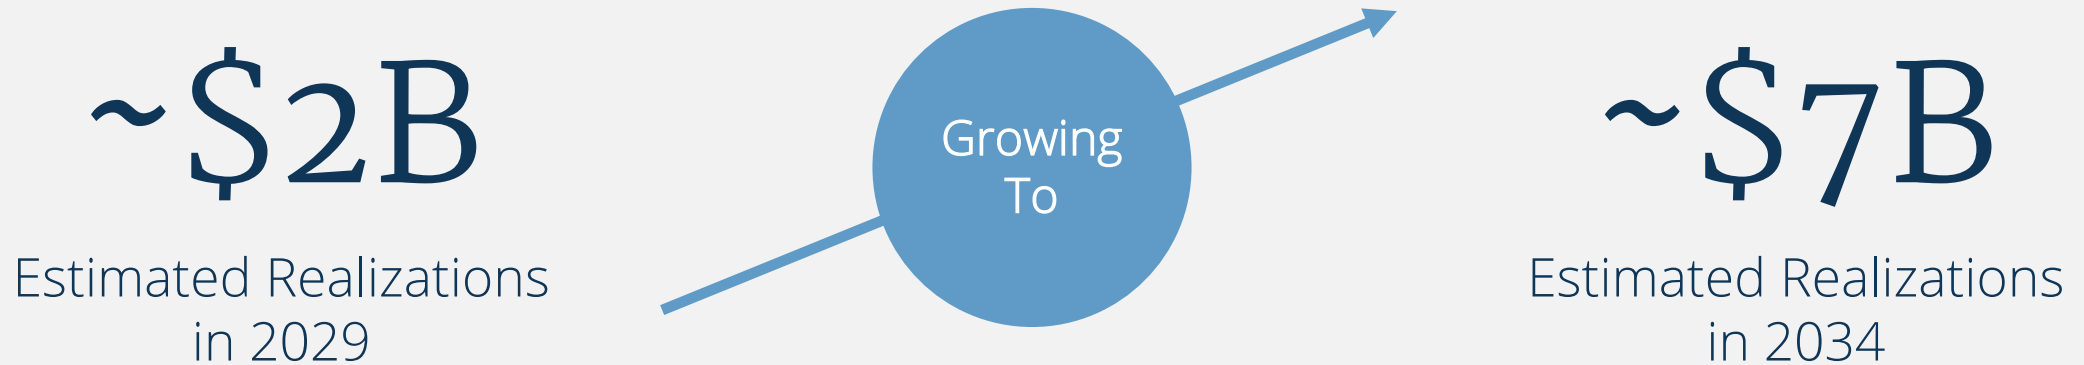 ~$2B
Estimated Realizations
in 2029
Growing
To
~$7B
Estimated Realizations
in 2034